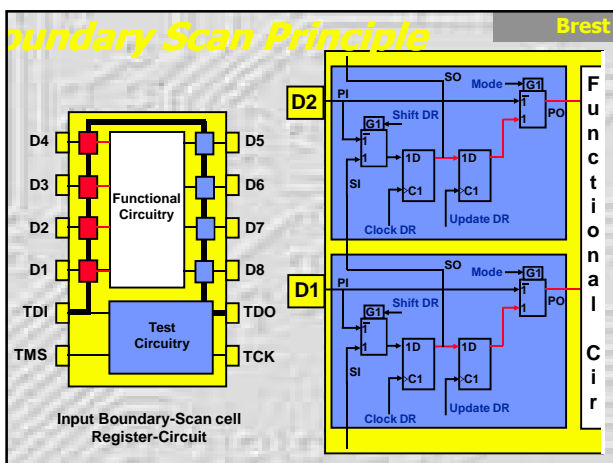 oundary Scan Principle
Brest
D4
D3
D2
D1
TDI
TMS
Functional
Circuitry
Test
Circuitry
D5
D6
D7
D8
TDO
TCK
Input Boundary-Scan cell
Register-Circuit
D2
PI
SO
Mode
G1
1
1
PO
Shift DR
G1
1
1
SI
1D
C1
1D
Clock DR
Update DR
D1
PI
SO
Mode
G1
1
1
PO
Shift DR
G1
1
1
SI
1D
C1
1D
Clock DR
Update DR
F
u
n
c
t
i
o
n
a
l
C
i
r